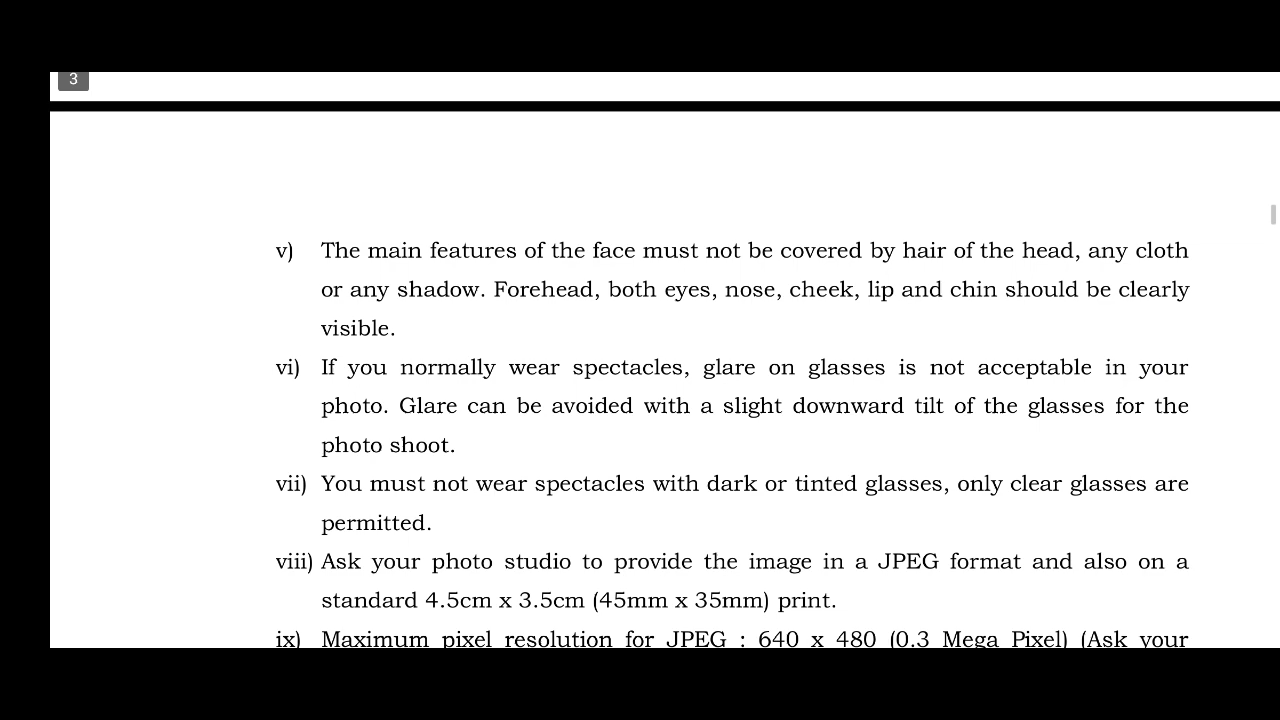 3
v) The main features of the face must not be covered by hair of the head, any cloth
or any shadow. Forehead, both eyes, nose, cheek, lip and chin should be clearly
visible.
vi) If you normally wear spectacles, glare on glasses is not acceptable in your
photo. Glare can be avoided with a slight downward tilt of the glasses for the
photo shoot.
vii) You must not wear spectacles with dark or tinted glasses, only clear glasses are
permitted.
viii) Ask your photo studio to provide the image in a JPEG format and also on a
standard 4.5cm x 3.5cm (45mm x 35mm) print.
ix) Maximum pixel resolution for JPEG : 640 x 480 (0.3 Mega Pixel) (Ask your